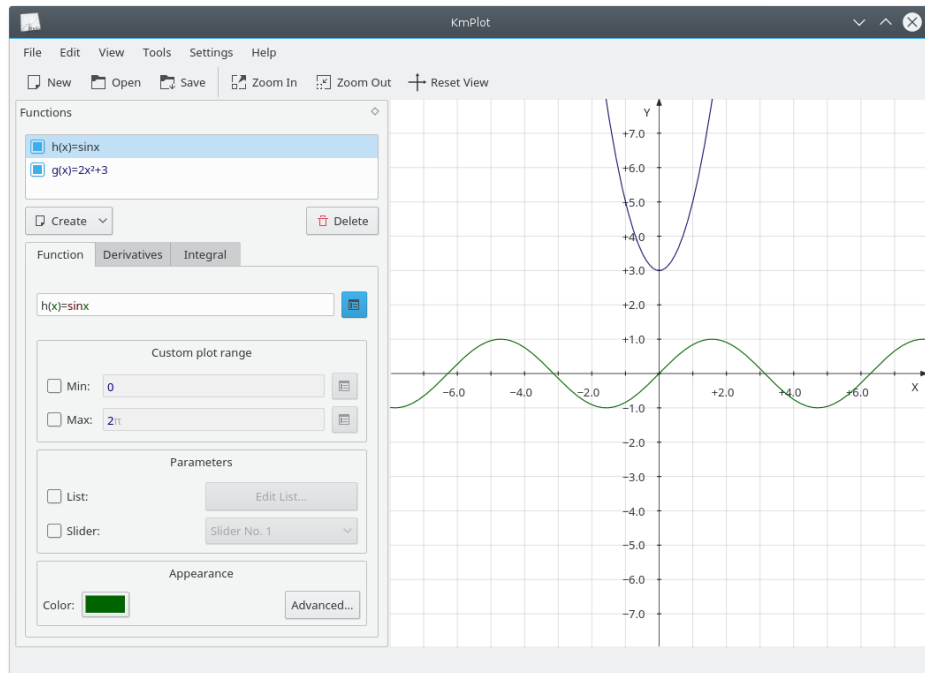 KmPlot
File Edit View Tools Settings Help
New Open Save Zoom In Zoom Out Reset View
Functions
h(x)=sinx
g(x)=2x²+3
Create Delete
Function Derivatives Integral
h(x)=sinx
Custom plot range
Min: 0
Max: 2π
Parameters
List: Edit List...
Slider: Slider No. 1
Appearance
Color: Advanced...
Y
+7.0
+6.0
+5.0
+4.0
+3.0
+2.0
+1.0
−6.0 −4.0 −2.0 +2.0 +4.0 +6.0 X
−1.0
−2.0
−3.0
−4.0
−5.0
−6.0
−7.0